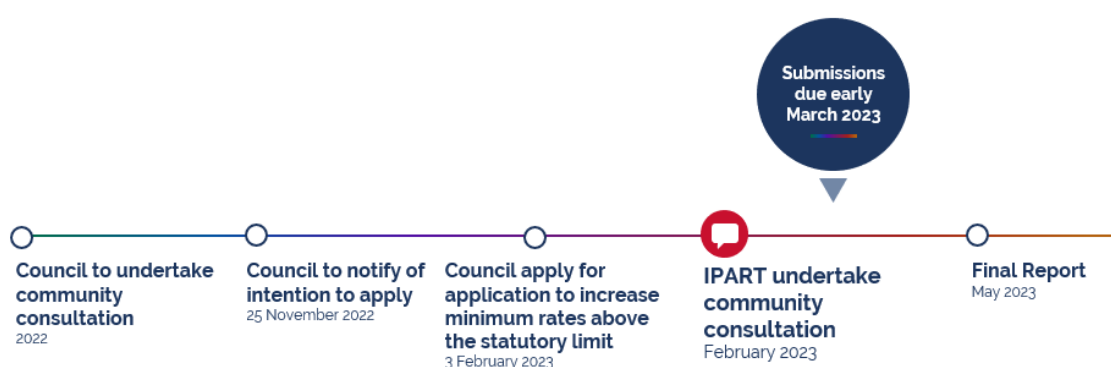 Submissions
due early
March 2023
Council to undertake
community
consultation
2022
Council to notify of
intention to apply
25 November 2022
Council apply for
application to increase
minimum rates above
the statutory limit
3 February 2023
IPART undertake
community
consultation
February 2023
Final Report
May 2023